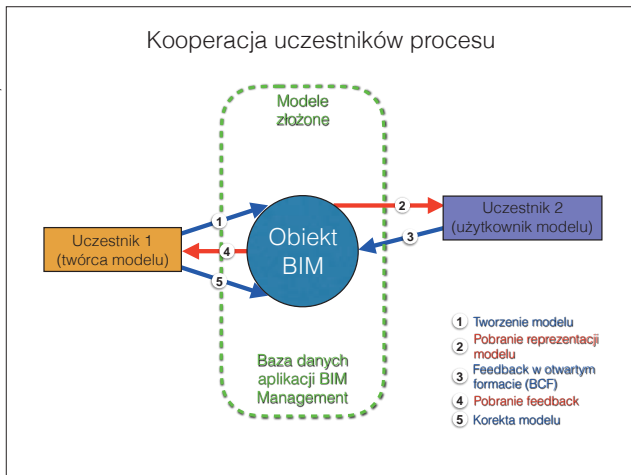 Kooperacja uczestników procesu
Modele
złożone
1
2
Uczestnik 1
(twórca modelu)
4
Obiekt
BIM
3
Uczestnik 2
(użytkownik modelu)
5
Baza danych
aplikacji BIM
Management
1 Tworzenie modelu
2 Pobranie reprezentacji
modelu
3 Feedback w otwartym
formacie (BCF)
4 Pobranie feedback
5 Korekta modelu